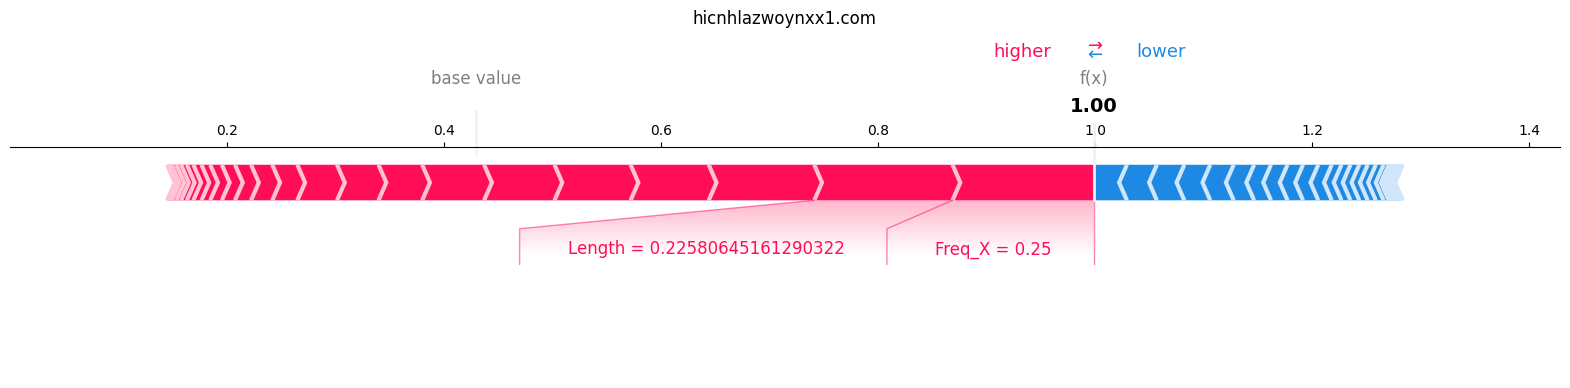 hicnhlazwoynxx1.com
higher ⇄ lower
base value f(x)
1.00
0.2 0.4 0.6 0.8 1.0 1.2 1.4
Length = 0.22580645161290322 Freq_X = 0.25